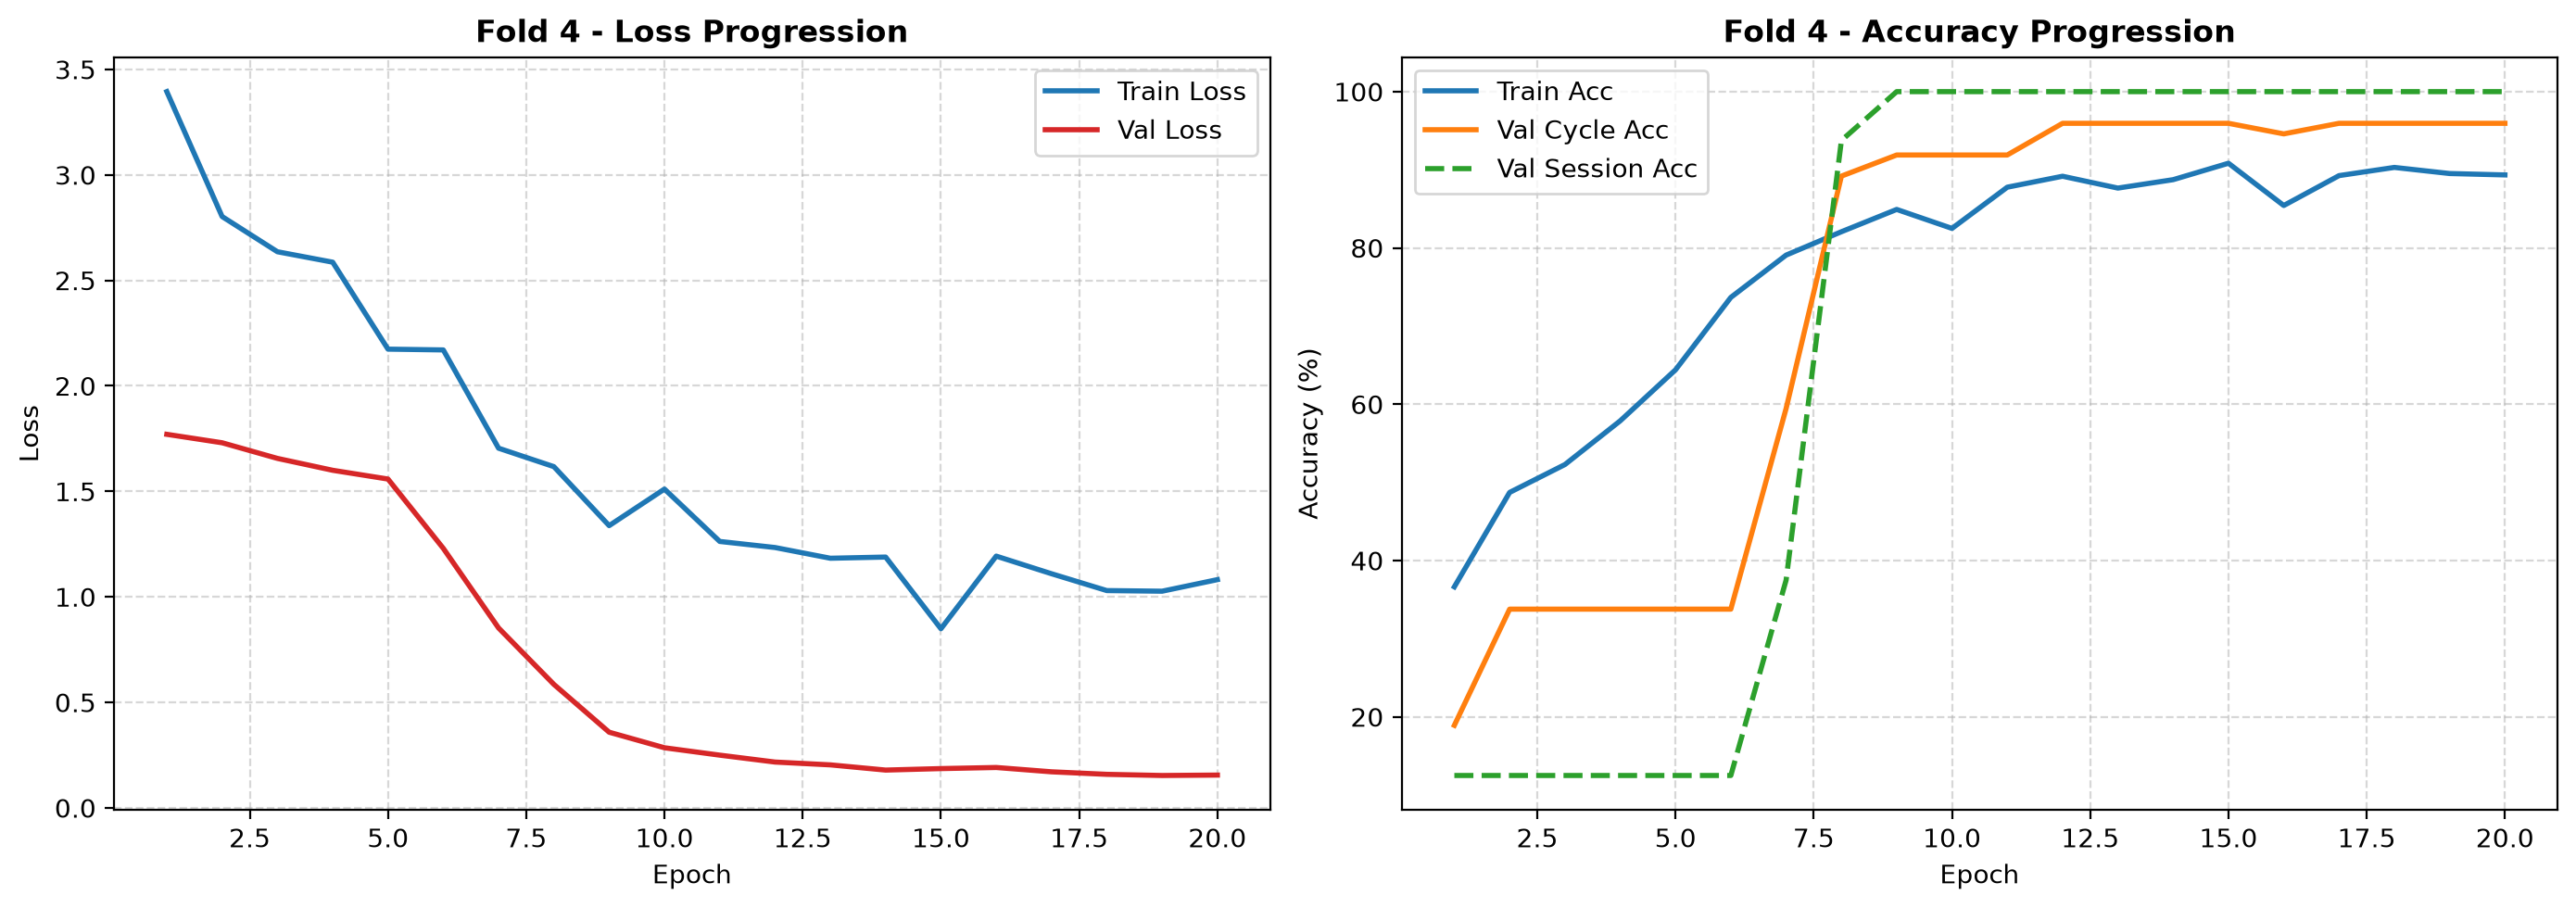 Fold 4 - Loss Progression
3.5
3.0
2.5
2.0
1.5
1.0
0.5
0.0
Loss
Train Loss
Val Loss
2.5 5.0 7.5 10.0 12.5 15.0 17.5 20.0
Epoch
Fold 4 - Accuracy Progression
100
80
60
40
20
Accuracy (%)
Train Acc
Val Cycle Acc
Val Session Acc
2.5 5.0 7.5 10.0 12.5 15.0 17.5 20.0
Epoch